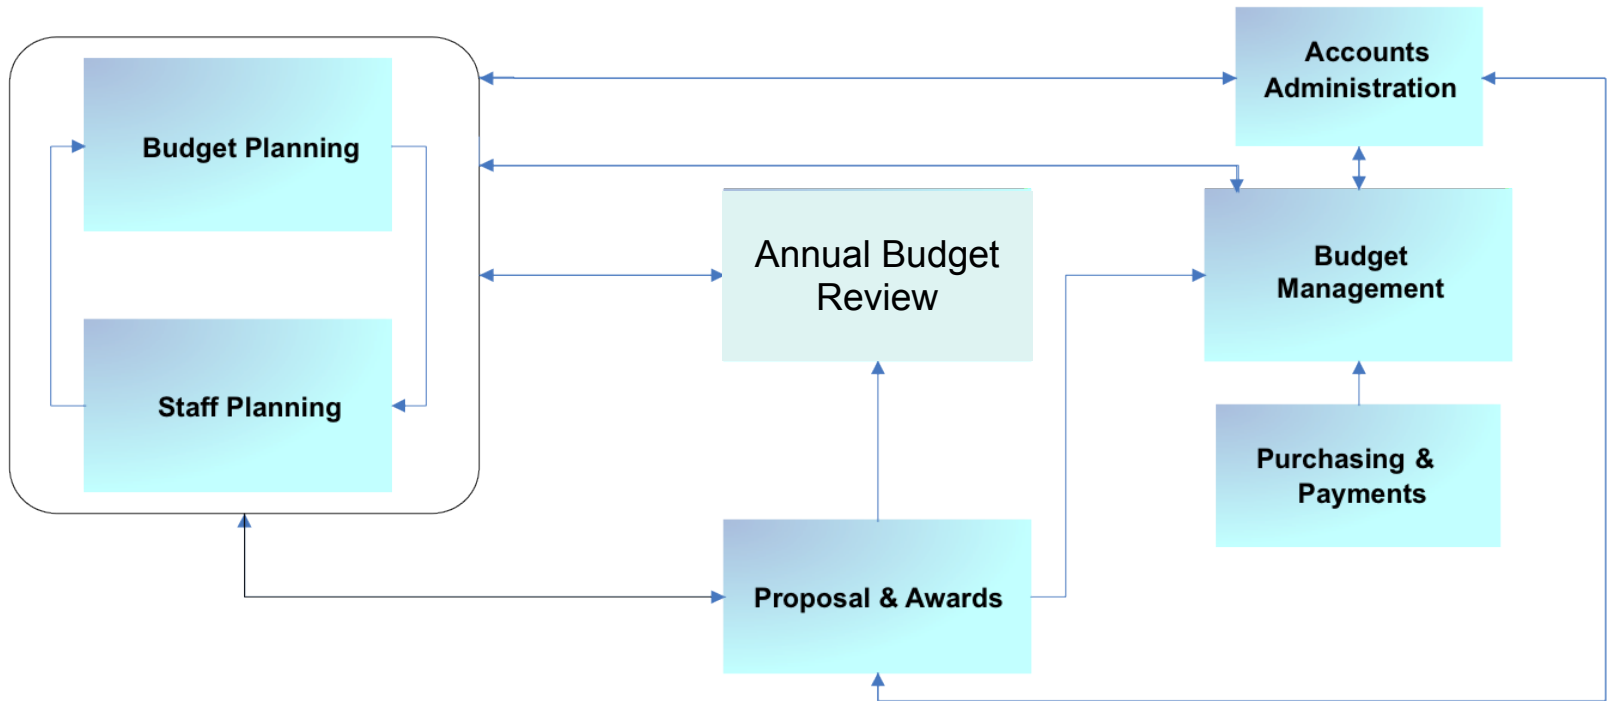 Budget Planning
Staff Planning
Annual Budget
Review
Proposal & Awards
Accounts
Administration
Budget
Management
Purchasing &
Payments